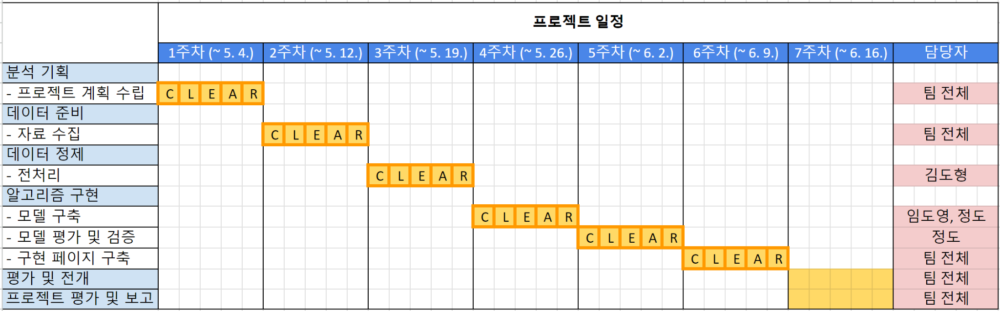 프로젝트 일정
1주차 (~ 5. 4.) 2주차 (~ 5. 12.) 3주차 (~ 5. 19.) 4주차 (~ 5. 26.) 5주차 (~ 6. 2.) 6주차 (~ 6. 9.) 7주차 (~ 6. 16.) 담당자
분석 기획
- 프로젝트 계획 수립 C L E A R 팀 전체
데이터 준비
- 자료 수집 C L E A R 팀 전체
데이터 정제
- 전처리 C L E A R 김도형
알고리즘 구현
- 모델 구축 C L E A R 임도영, 정도
- 모델 평가 및 검증 C L E A R 정도
- 구현 페이지 구축 C L E A R 팀 전체
평가 및 전개 팀 전체
프로젝트 평가 및 보고 팀 전체